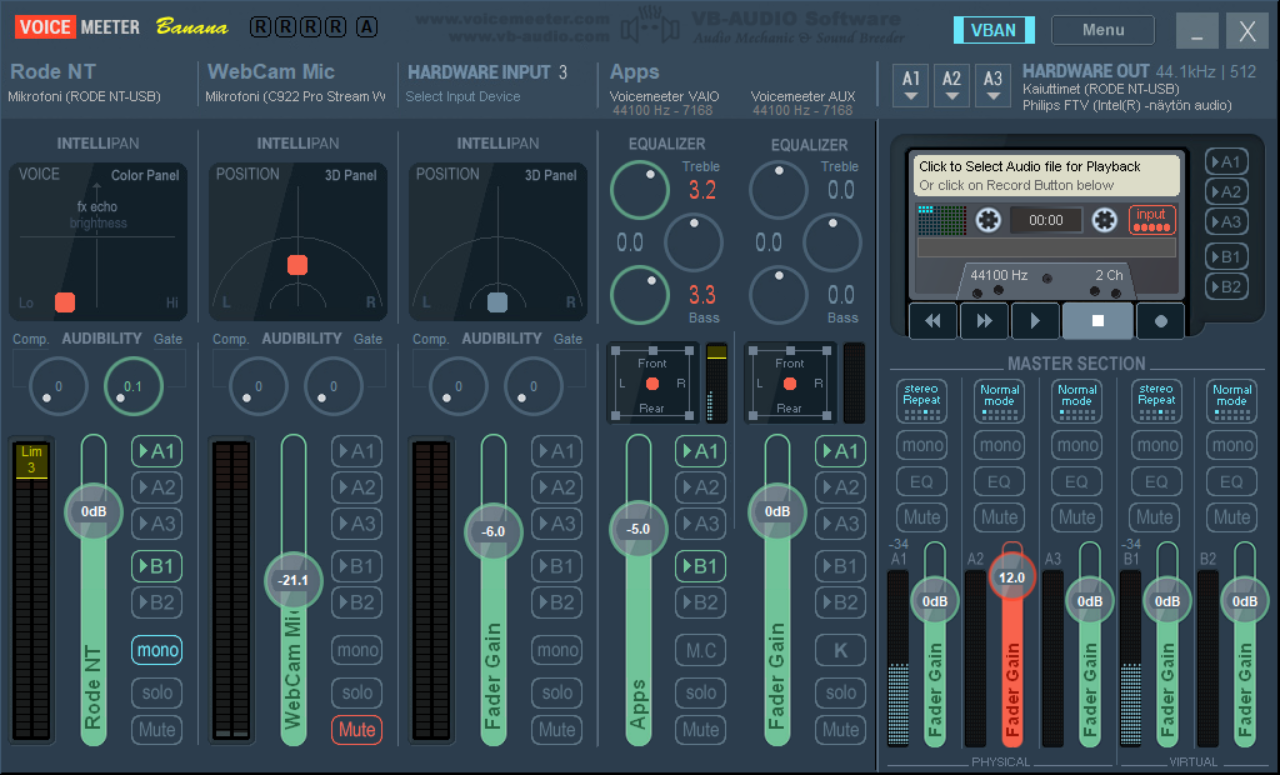 VOICE MEETER Banana R R R R A
www.voicemeeter.com
www.vb-audio.com
VB-AUDIO Software
Audio Mechanic & Sound Breeder
VBAN Menu _ X
Rode NT
Mikrofoni (RODE NT-USB)
WebCam Mic
Mikrofoni (C922 Pro Stream W
HARDWARE INPUT 3
Select Input Device
Apps
Voicemeeter VAIO
44100 Hz - 7168
Voicemeeter AUX
44100 Hz - 7168
A1 A2 A3
HARDWARE OUT 44.1kHz | 512
Kaiuttimet (RODE NT-USB)
Philips FTV (Intel(R) -näytön audio)
INTELLIPAN
VOICE Color Panel
fx echo
brightness
Lo Hi
Comp. AUDIBILITY Gate
0 0.1
Lim
3
0dB
Rode NT
A1
A2
A3
B1
B2
mono
solo
Mute
INTELLIPAN
POSITION 3D Panel
L R
Comp. AUDIBILITY Gate
0 0
-21.1
WebCam Mic
A1
A2
A3
B1
B2
mono
solo
Mute
INTELLIPAN
POSITION 3D Panel
L R
Comp. AUDIBILITY Gate
0 0
-6.0
Fader Gain
A1
A2
A3
B1
B2
mono
solo
Mute
EQUALIZER
Treble
3.2
0.0
3.3
Bass
Front
L R
Rear
-5.0
Apps
A1
A2
A3
B1
B2
M.C
solo
Mute
EQUALIZER
Treble
0.0
0.0
0.0
Bass
Front
L R
Rear
0dB
Fader Gain
A1
A2
A3
B1
B2
K
solo
Mute
Click to Select Audio file for Playback
Or click on Record Button below
00:00 input
44100 Hz 2 Ch
A1
A2
A3
B1
B2
MASTER SECTION
stereo
Repeat
mono
EQ
Mute
-34
A1
0dB
Fader Gain
Normal
mode
mono
EQ
Mute
A2
12.0
Fader Gain
Normal
mode
mono
EQ
Mute
A3
0dB
Fader Gain
stereo
Repeat
mono
EQ
Mute
-34
B1
0dB
Fader Gain
Normal
mode
mono
EQ
Mute
B2
0dB
Fader Gain
PHYSICAL VIRTUAL